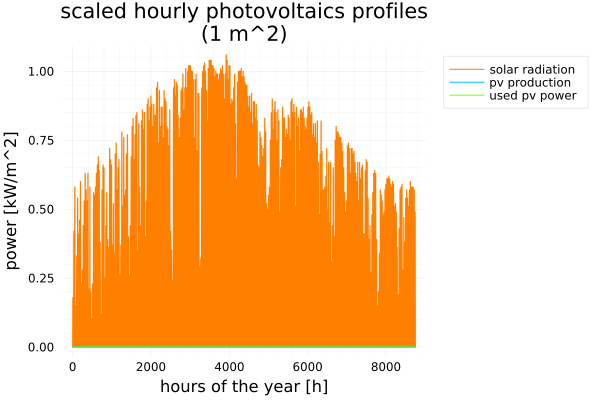 scaled hourly photovoltaics profiles
(1 m^2)
solar radiation
pv production
used pv power
power [kW/m^2]
1.00
0.75
0.50
0.25
0.00
0
2000
4000
6000
8000
hours of the year [h]